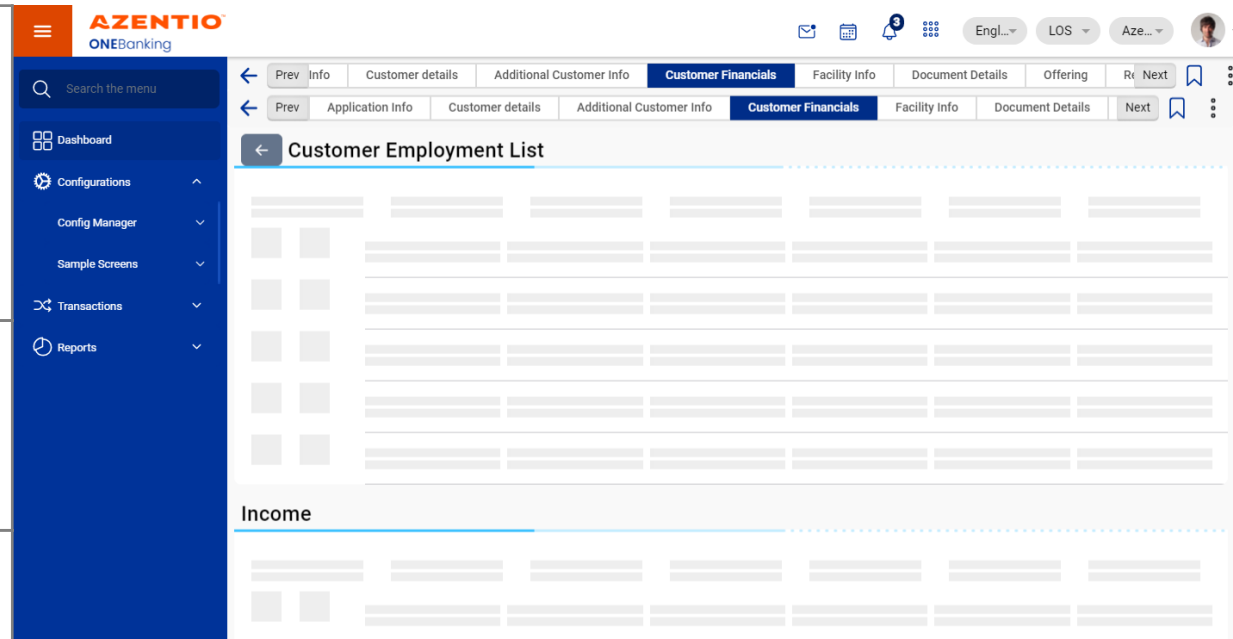 AZENTIO
ONEBanking
3
Engl...
LOS
Aze...
Search the menu
Dashboard
Configurations
Config Manager
Sample Screens
Transactions
Reports
Prev Info Customer details Additional Customer Info Customer Financials Facility Info Document Details Offering Next
Prev Application Info Customer details Additional Customer Info Customer Financials Facility Info Document Details Next
Customer Employment List
Income